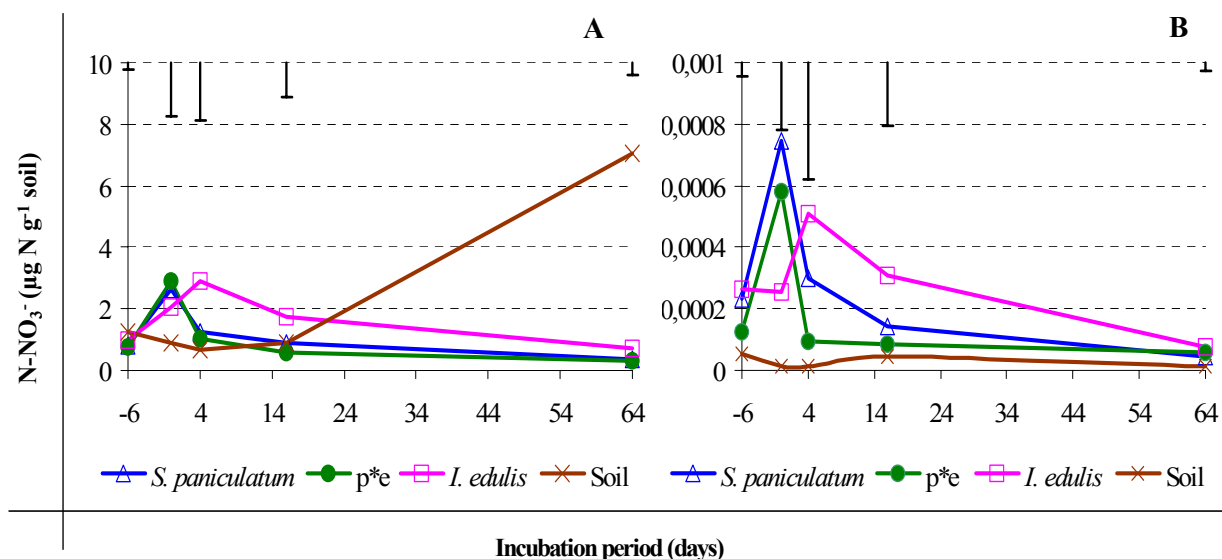 A
B
N-NO3- (µg N g-1 soil)
10
8
6
4
2
0
-6 4 14 24 34 44 54 64
0,001
0,0008
0,0006
0,0004
0,0002
0
-6 4 14 24 34 44 54 64
S. paniculatum p*e I. edulis Soil
S. paniculatum p*e I. edulis Soil
Incubation period (days)